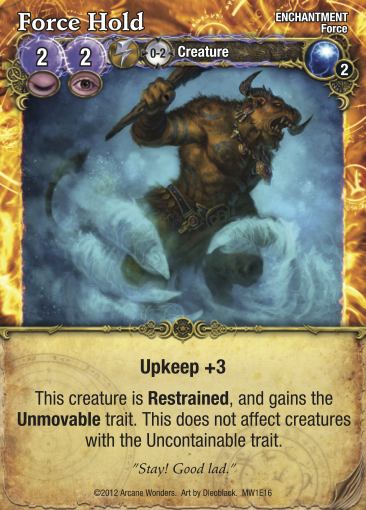 Force Hold
ENCHANTMENT
Force
2 2 0-2 Creature
2
Upkeep +3
This creature is Restrained, and gains the
Unmovable trait. This does not affect creatures
with the Uncontainable trait.
"Stay! Good lad."
©2012 Arcane Wonders. Art by Dleoblack. MW1E16